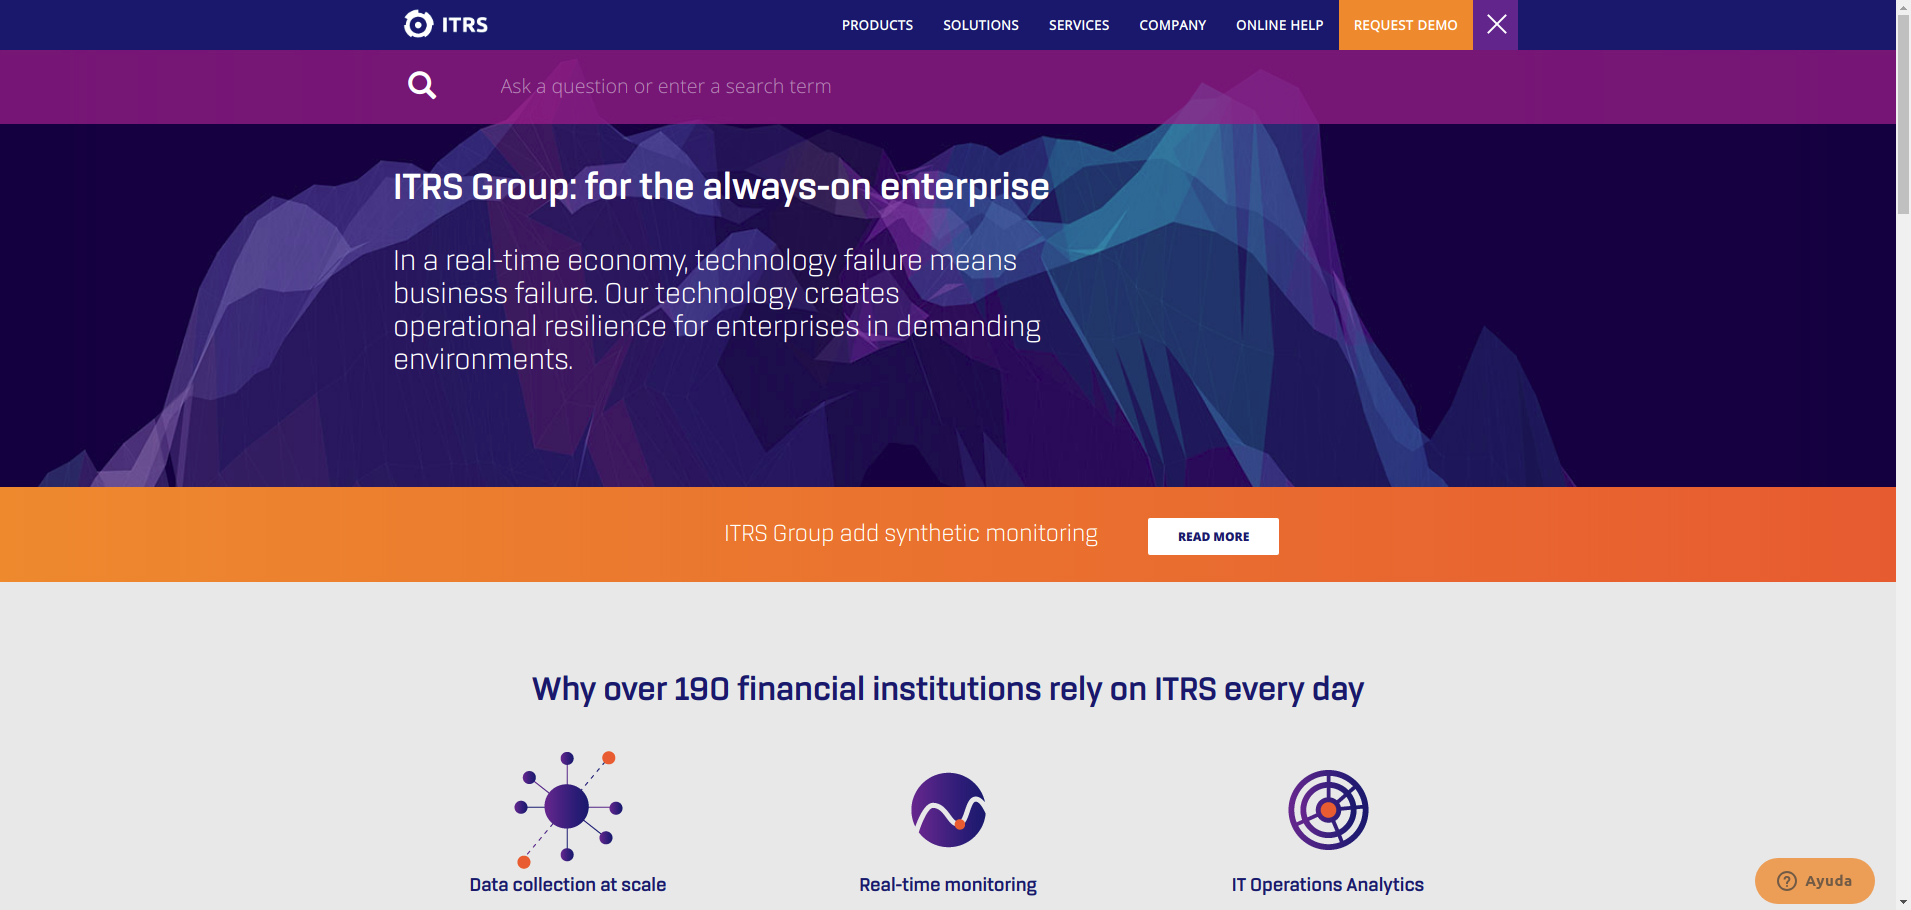 ITRS
PRODUCTS
SOLUTIONS
SERVICES
COMPANY
ONLINE HELP
REQUEST DEMO
Ask a question or enter a search term
ITRS Group: for the always-on enterprise
In a real-time economy, technology failure means
business failure. Our technology creates
operational resilience for enterprises in demanding
environments.
ITRS Group add synthetic monitoring
READ MORE
Why over 190 financial institutions rely on ITRS every day
Data collection at scale
Real-time monitoring
IT Operations Analytics
? Ayuda